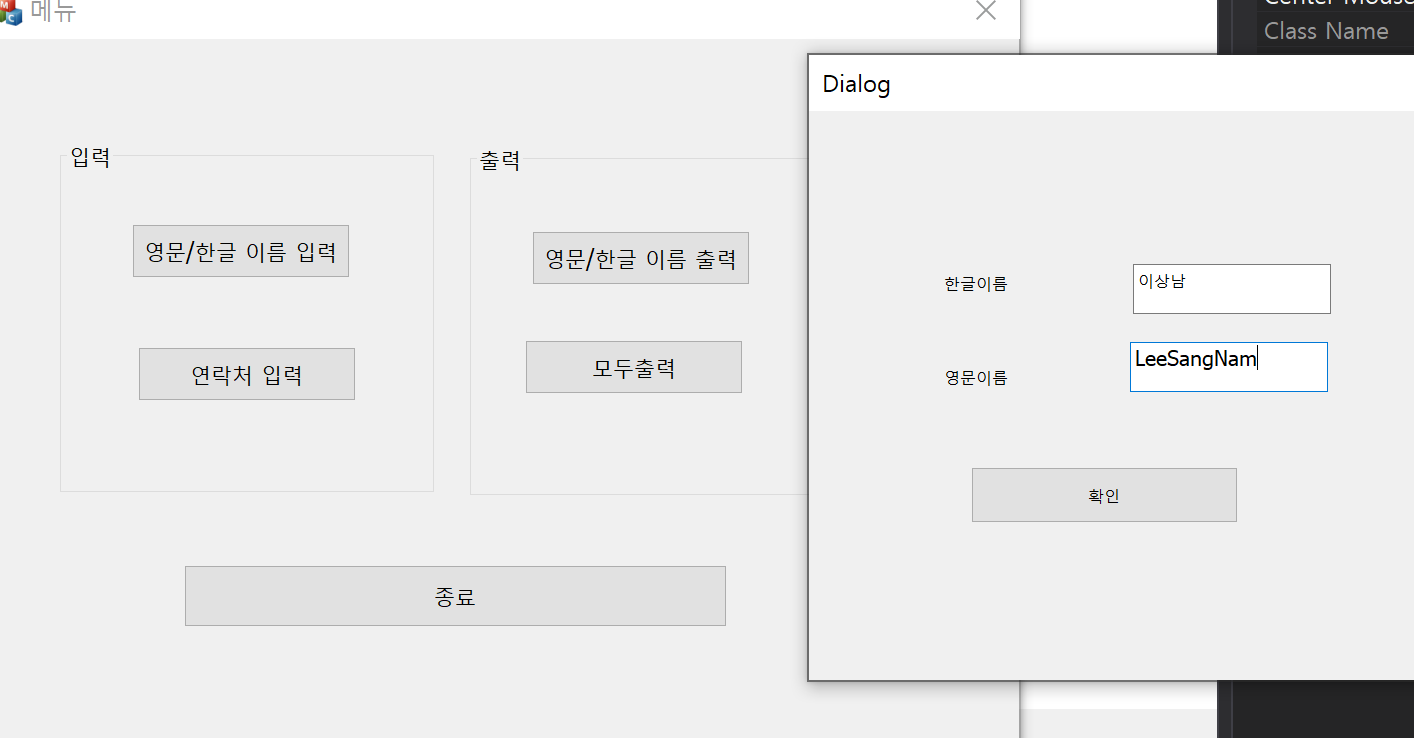 메뉴
Center Mouse
Class Name
Dialog
입력
출력
영문/한글 이름 입력
영문/한글 이름 출력
연락처 입력
모두출력
종료
한글이름
이상남
영문이름
LeeSangNam
확인